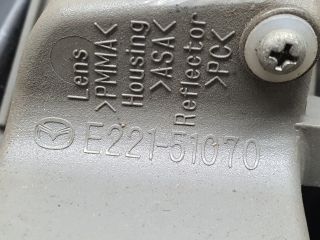 Lens
>PMMA<
Housing
>ASA<
Reflector
>PC<
E221-51070